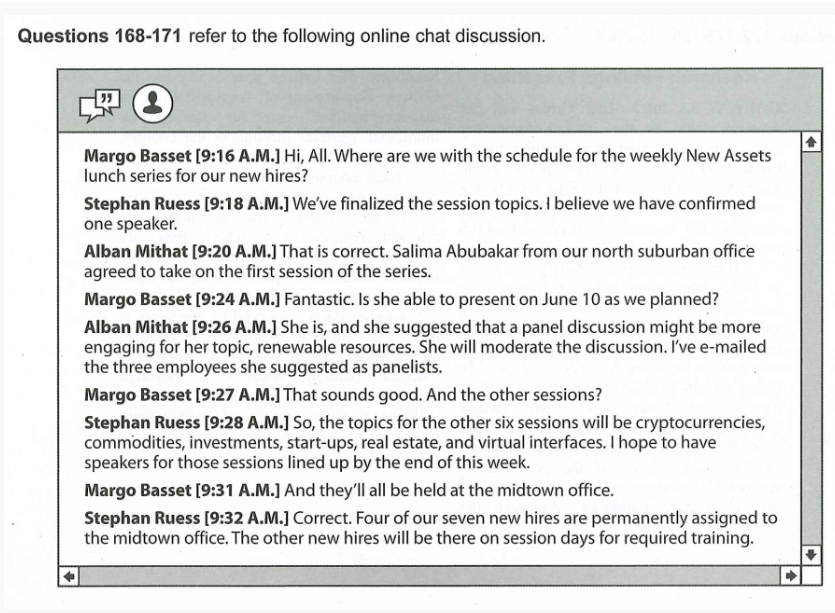 Questions 168-171 refer to the following online chat discussion.
Margo Basset [9:16 A.M.] Hi, All. Where are we with the schedule for the weekly New Assets
lunch series for our new hires?
Stephan Ruess [9:18 A.M.] We've finalized the session topics. I believe we have confirmed
one speaker.
Alban Mithat [9:20 A.M.] That is correct. Salima Abubakar from our north suburban office
agreed to take on the first session of the series.
Margo Basset [9:24 A.M.] Fantastic. Is she able to present on June 10 as we planned?
Alban Mithat [9:26 A.M.] She is, and she suggested that a panel discussion might be more
engaging for her topic, renewable resources. She will moderate the discussion. I've e-mailed
the three employees she suggested as panelists.
Margo Basset [9:27 A.M.] That sounds good. And the other sessions?
Stephan Ruess [9:28 A.M.] So, the topics for the other six sessions will be cryptocurrencies,
commodities, investments, start-ups, real estate, and virtual interfaces. I hope to have
speakers for those sessions lined up by the end of this week.
Margo Basset [9:31 A.M.] And they'll all be held at the midtown office.
Stephan Ruess [9:32 A.M.] Correct. Four of our seven new hires are permanently assigned to
the midtown office. The other new hires will be there on session days for required training.